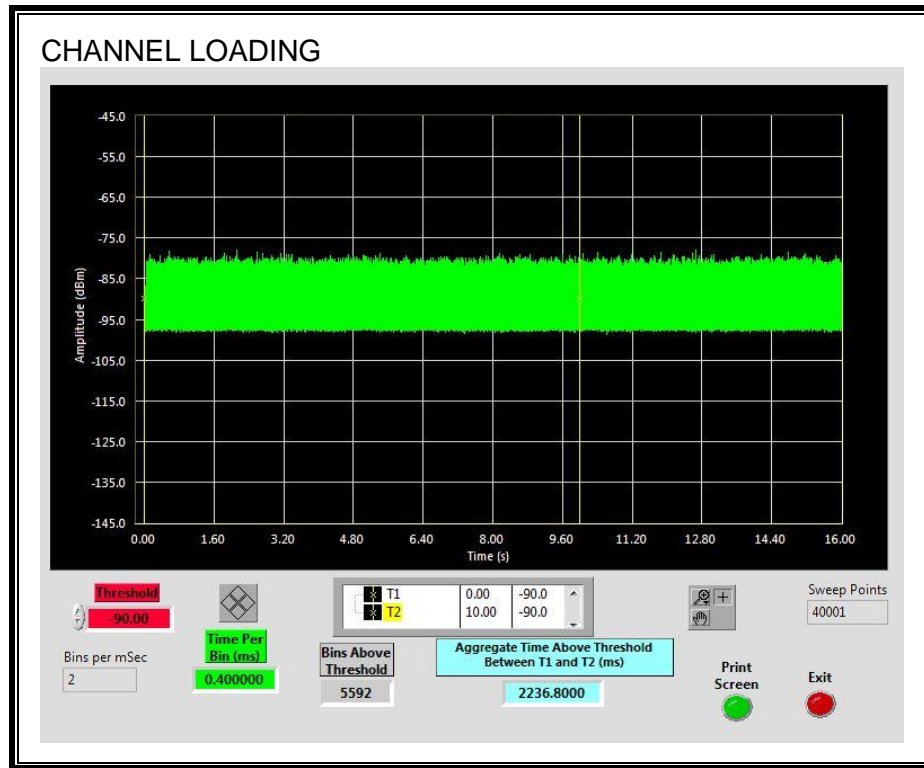 CHANNEL LOADING
-45.0
-55.0
-65.0
-75.0
-85.0
-95.0
-105.0
-115.0
-125.0
-135.0
-145.0
Amplitude (dBm)
0.00 1.60 3.20 4.80 6.40 8.00 9.60 11.20 12.80 14.40 16.00
Time (s)
Threshold
-90.00
Bins per mSec
2
Time Per
Bin (ms)
0.400000
T1 0.00 -90.0
T2 10.00 -90.0
Bins Above
Threshold
5592
Aggregate Time Above Threshold
Between T1 and T2 (ms)
2236.8000
Sweep Points
40001
Print
Screen
Exit